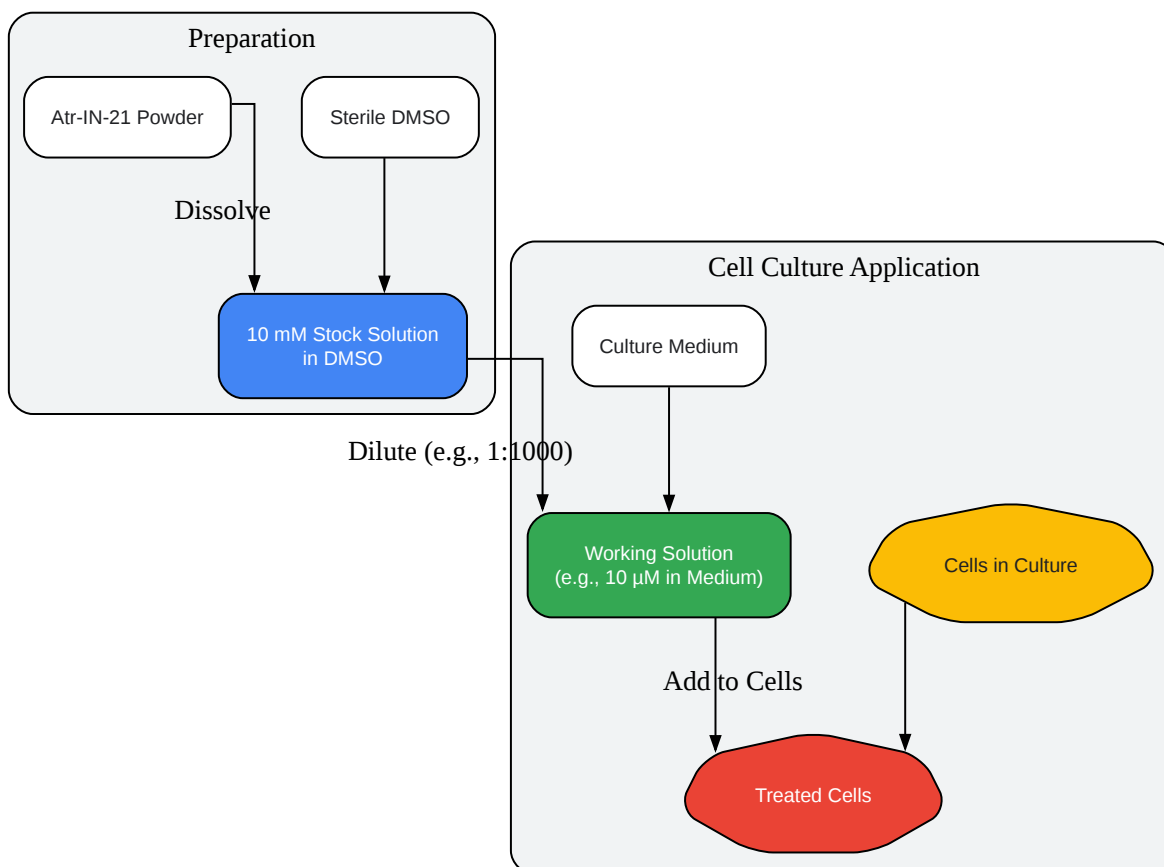 Preparation
Atr-IN-21 Powder
Sterile DMSO
Dissolve
10 mM Stock Solution
in DMSO
Cell Culture Application
Culture Medium
Dilute (e.g., 1:1000)
Working Solution
(e.g., 10 µM in Medium)
Cells in Culture
Add to Cells
Treated Cells